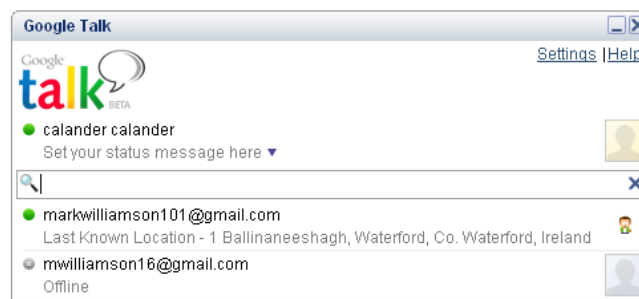 Google Talk
Settings |Help
Google
talk
BETA
calander calander
Set your status message here
markwilliamson101@gmail.com
Last Known Location - 1 Ballinaneeshagh, Waterford, Co. Waterford, Ireland
mwilliamson16@gmail.com
Offline